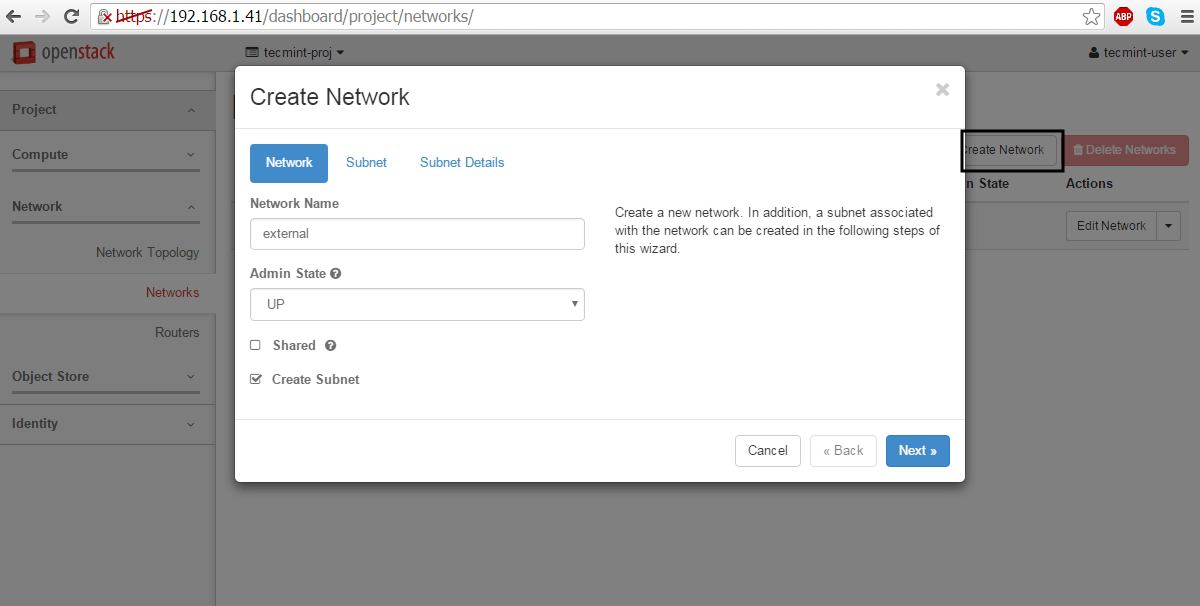 https://192.168.1.41/dashboard/project/networks/
ABP
openstack
tecmint-proj
tecmint-user
Project
Compute
Network
Network Topology
Networks
Routers
Object Store
Identity
Create Network
Network Subnet Subnet Details
Network Name
external
Admin State
UP
Shared
Create Subnet
Create a new network. In addition, a subnet associated
with the network can be created in the following steps of
this wizard.
Cancel « Back Next »
reate Network Delete Networks
n State Actions
Edit Network